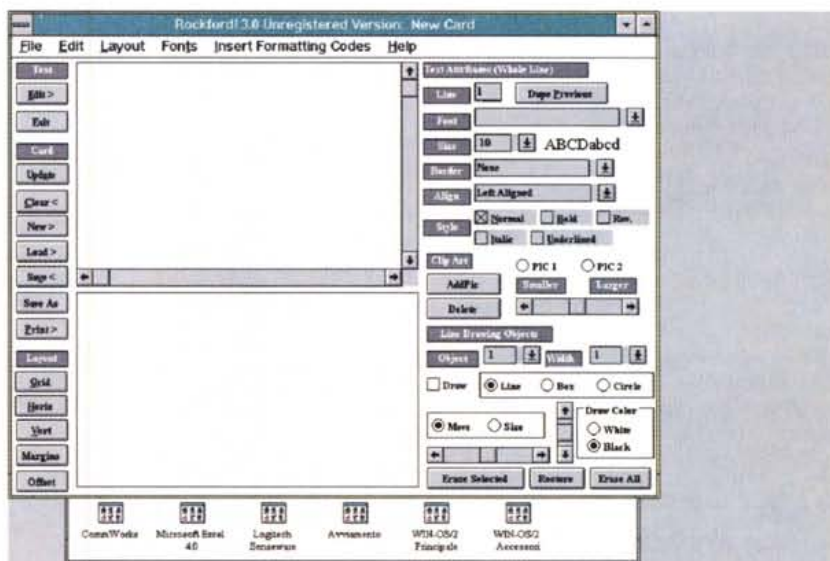 Rockford! 3.0 Unregistered Version: New Card
File Edit Layout Fonts Insert Formatting Codes Help
Text
Edit >
Exit
Card
Update
Clear <
New >
Load >
Save <
Save As
Print >
Layout
Grid
Horiz
Vert
Margins
Offset
Text Attributes (Whole Line)
Line 1 Dupe Previous
Font
Size 10 ABCDabcd
Border None
Align Left Aligned
Style Normal Bold Rev.
Italic Underlined
Clip Art PIC 1 PIC 2
AddPic Smaller Larger
Delete
Line Drawing Objects
Object 1 Width 1
Draw Line Box Circle
Move Size
Draw Color
White
Black
Erase Selected Restore Erase All
CommWorks Microsoft Excel 4.0 Logitech Senseware Avviamento WIN-OS/2 Principale WIN-OS/2 Accessori